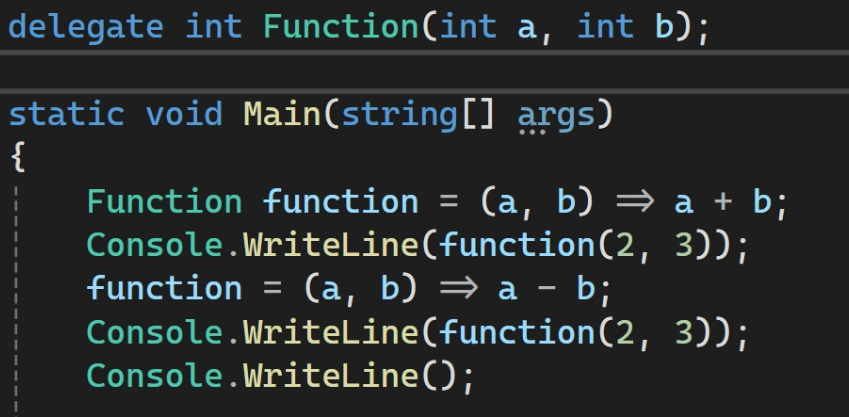 delegate int Function(int a, int b);
static void Main(string[] args)
{
Function function = (a, b) => a + b;
Console.WriteLine(function(2, 3));
function = (a, b) => a - b;
Console.WriteLine(function(2, 3));
Console.WriteLine();